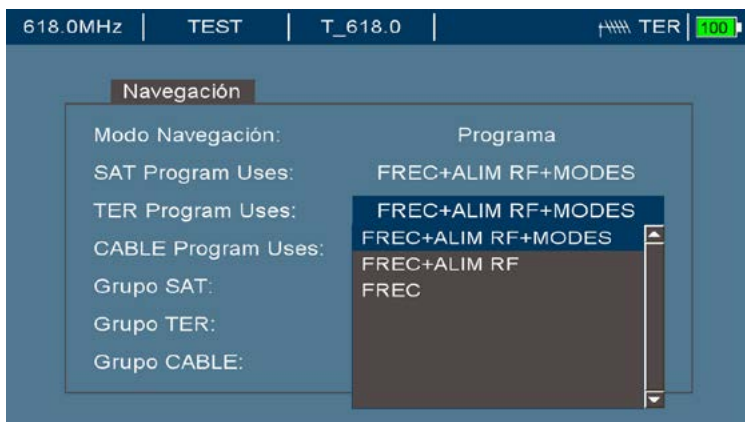 618.0MHz TEST T_618.0 TER 100
Navegación
Modo Navegación: Programa
SAT Program Uses: FREC+ALIM RF+MODES
TER Program Uses: FREC+ALIM RF+MODES
CABLE Program Uses: FREC+ALIM RF+MODES
FREC+ALIM RF
Grupo SAT: FREC
Grupo TER:
Grupo CABLE: